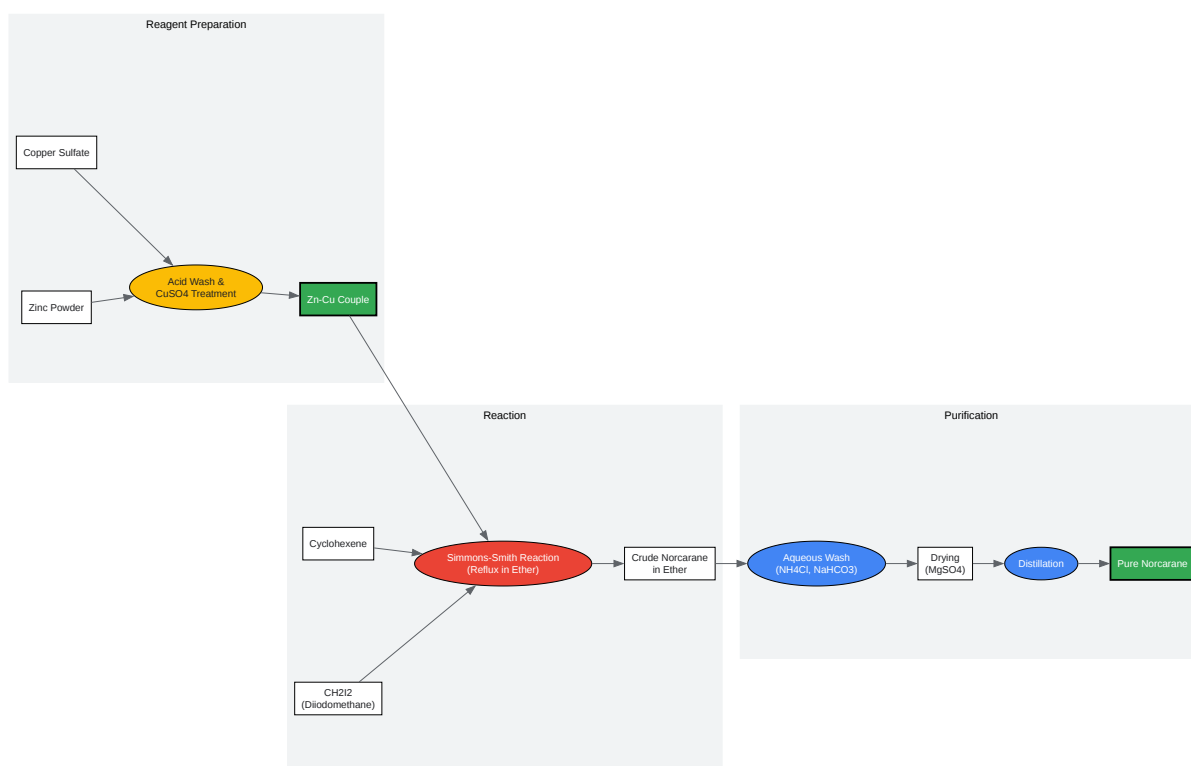 Reagent Preparation
Copper Sulfate
Zinc Powder
Acid Wash &
CuSO4 Treatment
Zn-Cu Couple
Reaction
Cyclohexene
CH2I2
(Diiodomethane)
Simmons-Smith Reaction
(Reflux in Ether)
Crude Norcarane
in Ether
Purification
Aqueous Wash
(NH4Cl, NaHCO3)
Drying
(MgSO4)
Distillation
Pure Norcarane